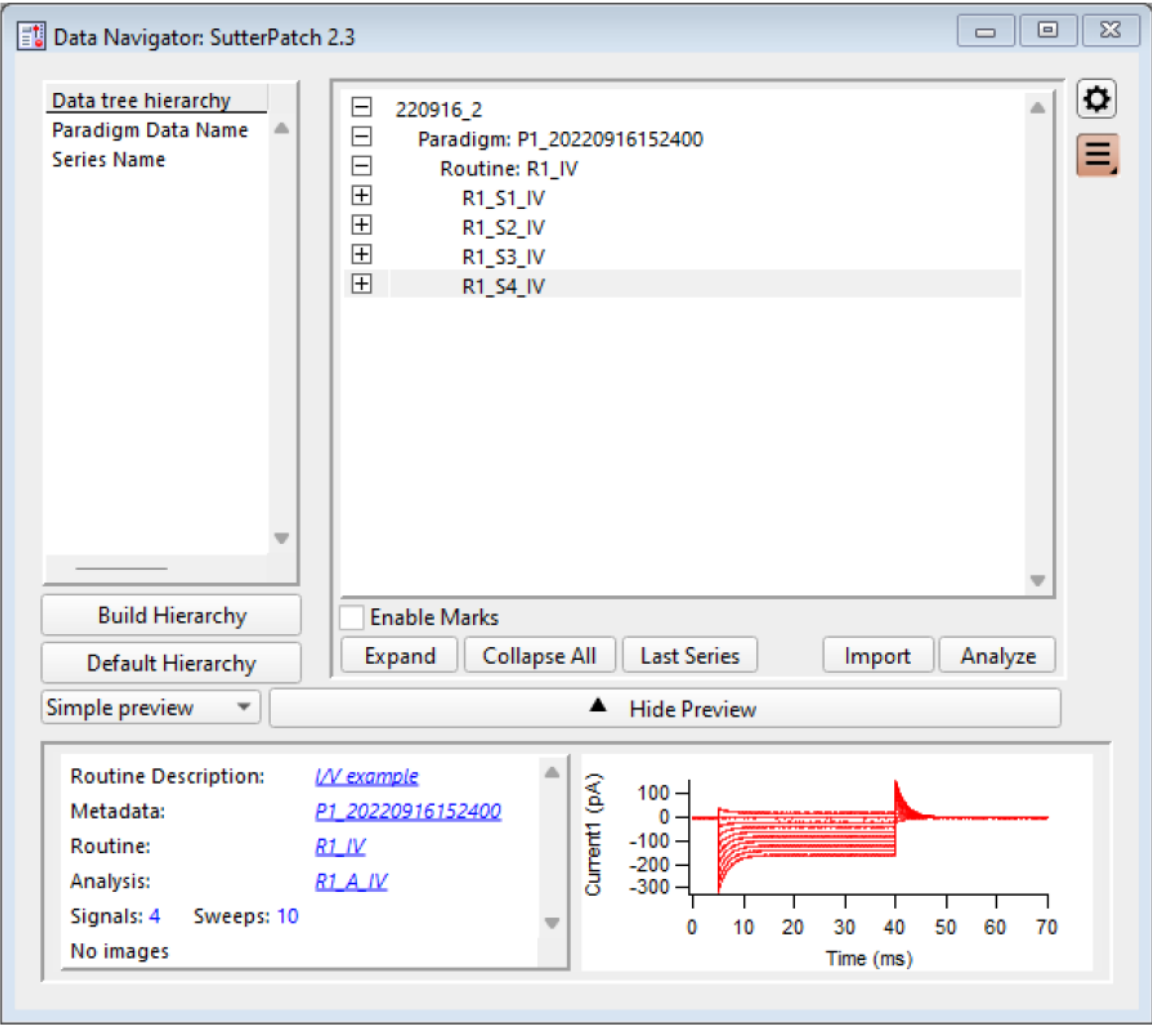 Data Navigator: SutterPatch 2.3
Data tree hierarchy
Paradigm Data Name
Series Name
220916_2
Paradigm: P1_20220916152400
Routine: R1_IV
R1_S1_IV
R1_S2_IV
R1_S3_IV
R1_S4_IV
Build Hierarchy
Default Hierarchy
Enable Marks
Expand
Collapse All
Last Series
Import
Analyze
Simple preview
Hide Preview
Routine Description: I/V example
Metadata: P1_20220916152400
Routine: R1_IV
Analysis: R1_A_IV
Signals: 4 Sweeps: 10
No images
Current1 (pA)
100
0
-100
-200
-300
0 10 20 30 40 50 60 70
Time (ms)